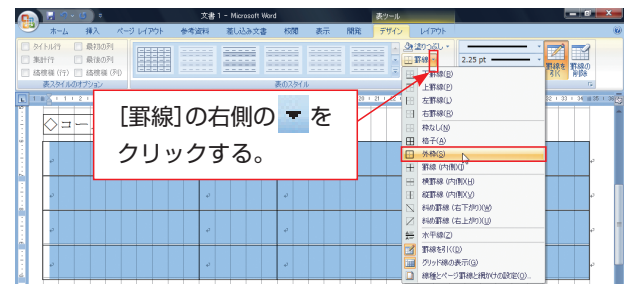 文書 1 - Microsoft Word
表ツール
ホーム 挿入 ページ レイアウト 参考資料 差し込み文書 校閲 表示 開発 デザイン レイアウト
タイトル行 最初の列
集計行 最後の列
縞模様 (行) 縞模様 (列)
表スタイルのオプション
表のスタイル
塗りつぶし
罫線
2.25 pt
罫線を引く
罫線の削除
[罫線]の右側の を
クリックする。
◇コー
下罫線(B)
上罫線(P)
左罫線(L)
右罫線(R)
枠なし(N)
格子(A)
外枠(S)
罫線 (内側)(I)
横罫線 (内側)(H)
縦罫線 (内側)(V)
斜め罫線 (右下がり)(W)
斜め罫線 (右上がり)(U)
水平線(Z)
罫線を引く(D)
グリッド線の表示(G)
線種とページ罫線と網かけの設定(O)...